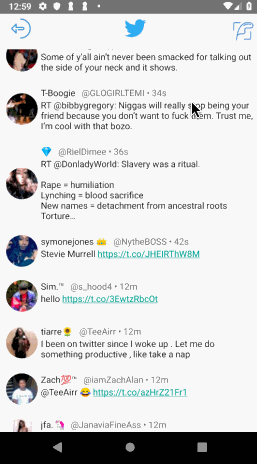 12:59
Some of y'all ain't never been smacked for talking out
the side of your neck and it shows.
T-Boogie @GLOGIRLTEMI • 34s
RT @bibbygregory: Niggas will really stop being your
friend because you don't want to fuck them. Trust me,
I'm cool with that bozo.
💎 @RielDimee • 36s
RT @DonladyWorld: Slavery was a ritual.
Rape = humiliation
Lynching = blood sacrifice
New names = detachment from ancestral roots
Torture…
symonejones 👑 @NytheBOSS • 42s
Stevie Murrell https://t.co/JHEIRThW8M
Sim.™ @s_hood4 • 12m
hello https://t.co/3EwtzRbcOt
tiarre🌻 @TeeAirr • 12m
I been on twitter since I woke up . Let me do
something productive , like take a nap
Zach💯™ @iamZachAlan • 12m
@TeeAirr 😂 https://t.co/azHrZ21Fr1
jfa. 🦄 @JanaviaFineAss • 12m